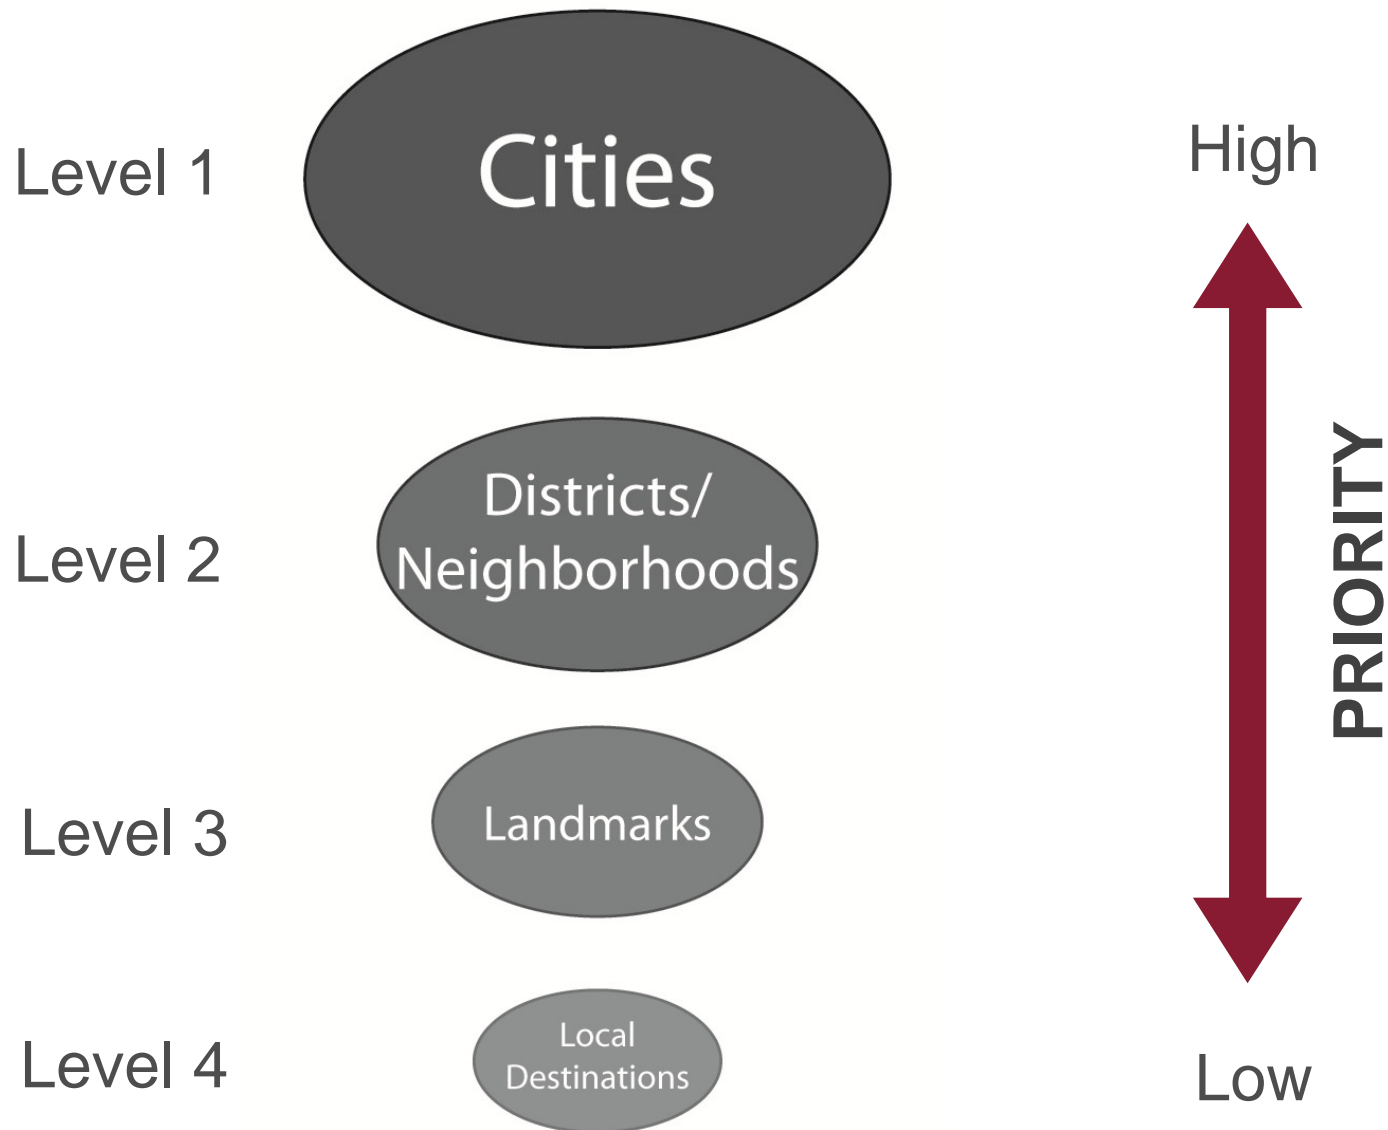 Level 1
Cities
High
Level 2
Districts/
Neighborhoods
PRIORITY
Level 3
Landmarks
Level 4
Local
Destinations
Low